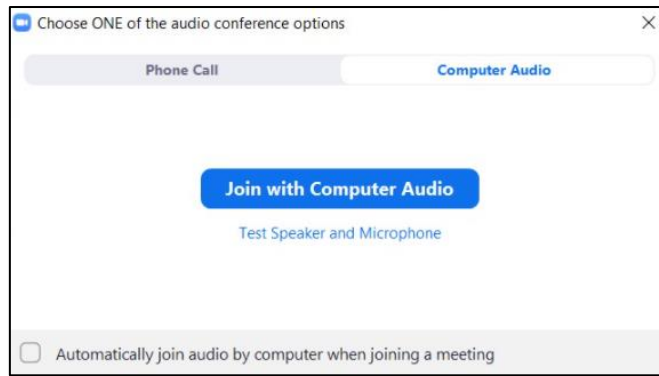 Choose ONE of the audio conference options
Phone Call
Computer Audio
Join with Computer Audio
Test Speaker and Microphone
Automatically join audio by computer when joining a meeting